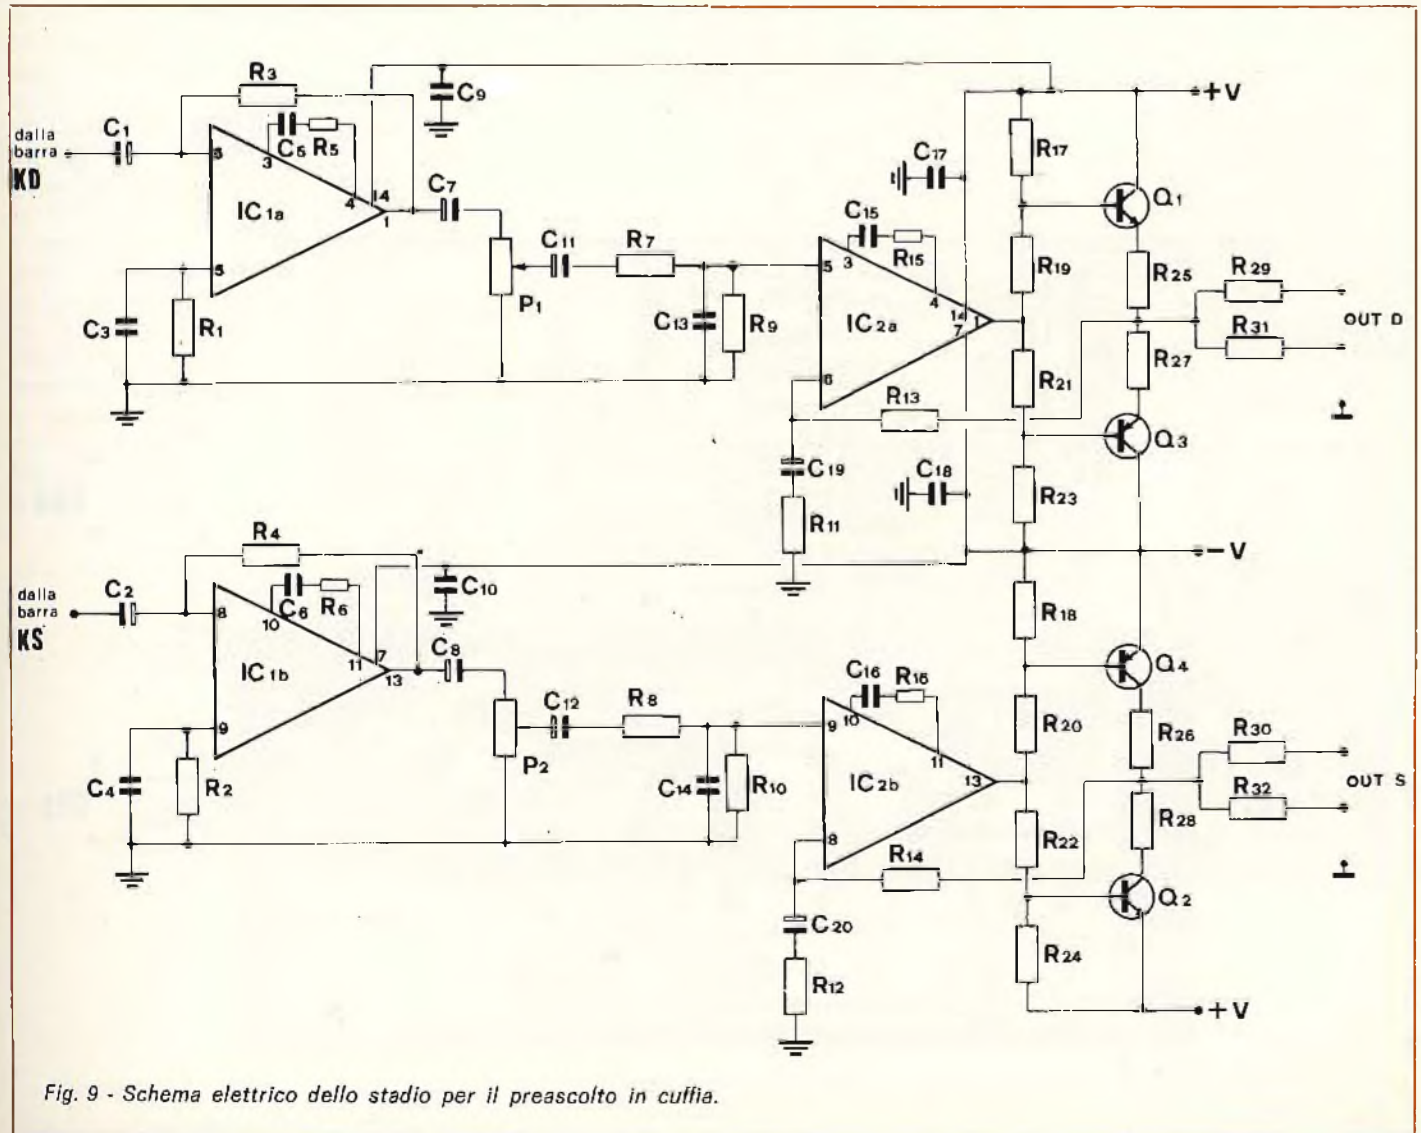 R3
C9
+V
dalla
barra
KD
C1
6
3
C5
R5
4
14
1
IC1a
5
C7
C3
R1
P1
C11
R7
C13
R9
C17
R17
Q1
C15
R15
5
3
4
14
7
1
IC2a
6
R19
R25
R29
OUT D
R31
R27
R21
R13
Q3
C19
C18
R23
R11
-V
R4
dalla
barra
KS
C2
8
10
C6
R6
11
7
13
IC1b
9
C10
C8
C4
R2
P2
C12
R8
C14
R10
R18
Q4
C16
R16
9
10
11
13
IC2b
8
R20
R26
R30
OUT S
R32
R28
R22
R14
Q2
C20
R24
R12
+V
Fig. 9 - Schema elettrico dello stadio per il preascolto in cuffia.